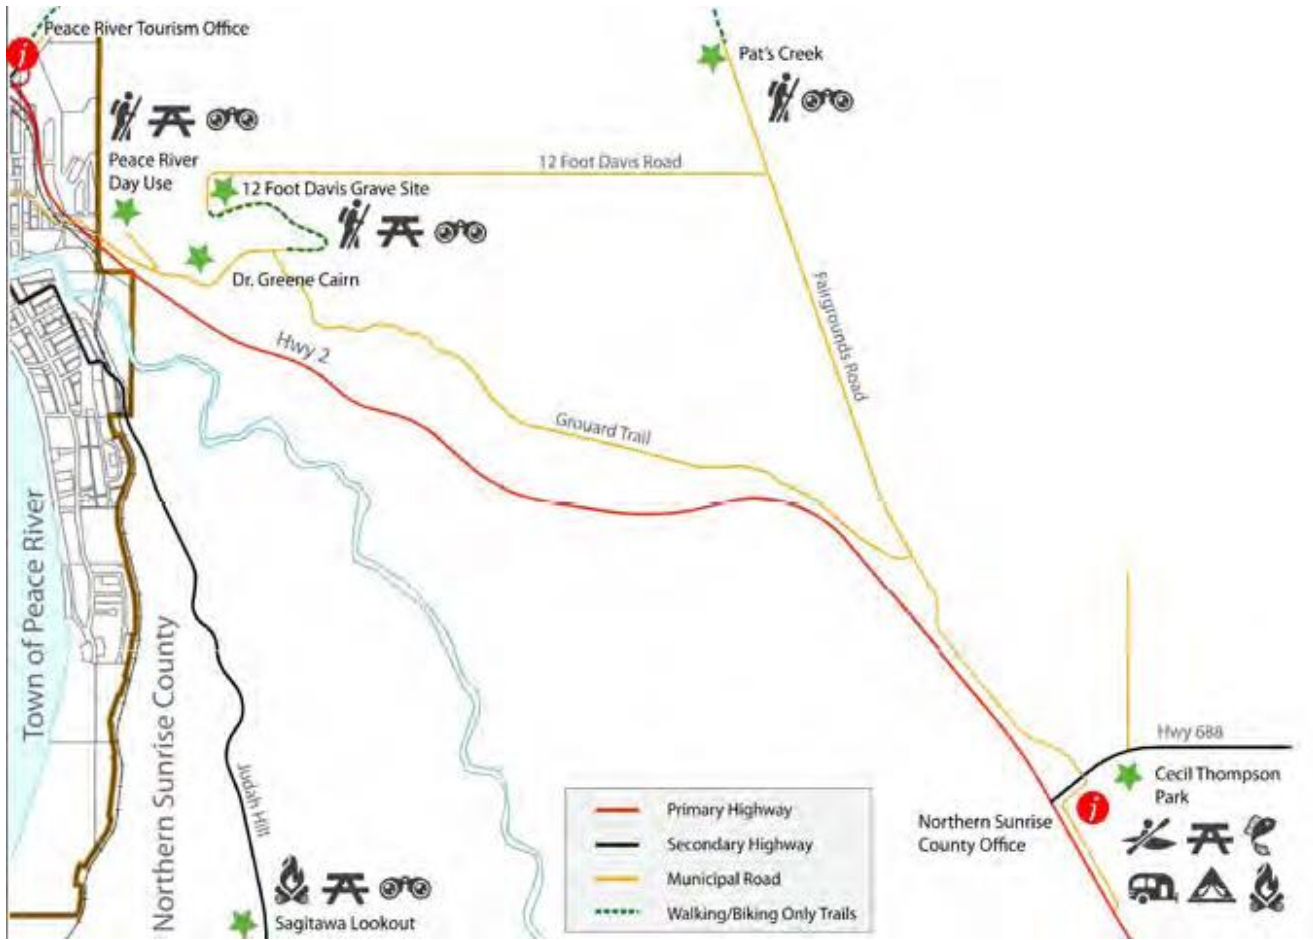 Peace River Tourism Office
Pat's Creek
Peace River
Day Use
12 Foot Davis Road
12 Foot Davis Grave Site
Dr. Greene Cairn
Fairgrounds Road
Hwy 2
Grouard Trail
Town of Peace River
Northern Sunrise County
Judah Hill
Hwy 688
Cecil Thompson
Park
Northern Sunrise
County Office
Primary Highway
Secondary Highway
Municipal Road
Walking/Biking Only Trails
Sagitawa Lookout